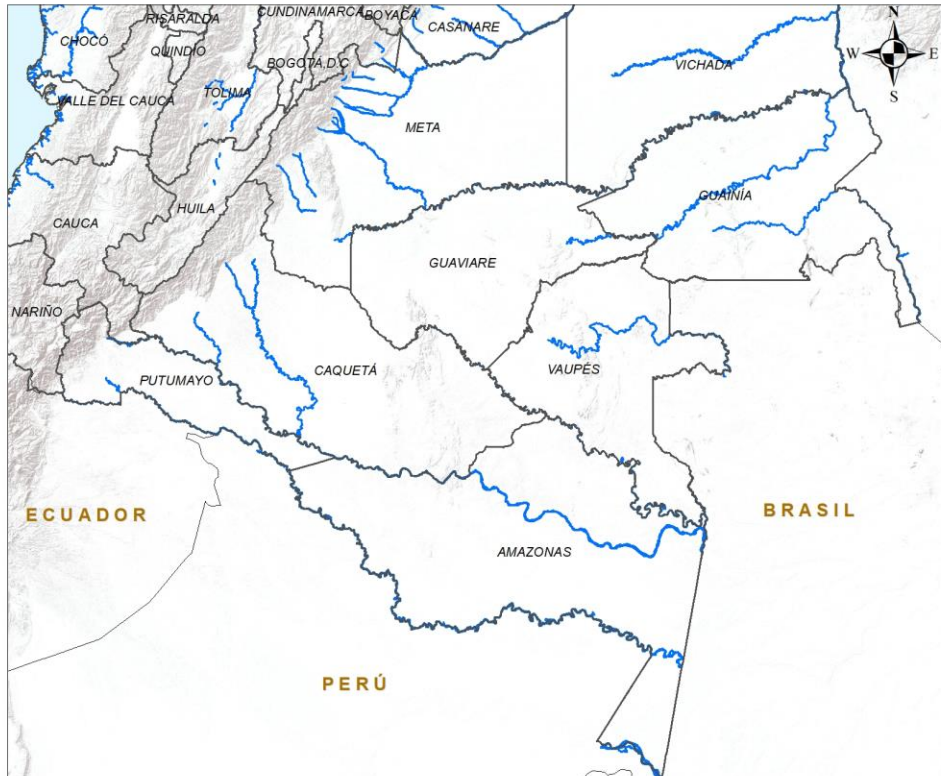 RISARALDA
CUNDINAMARCA
BOYACÁ
CASANARE
N
CHOCÓ
QUINDÍO
BOGOTÁ, D.C
W
E
VICHADA
S
VALLE DEL CAUCA
TOLIMA
META
CAUCA
HUILA
GUAINÍA
GUAVIARE
NARIÑO
PUTUMAYO
CAQUETÁ
VAUPÉS
ECUADOR
BRASIL
AMAZONAS
PERÚ